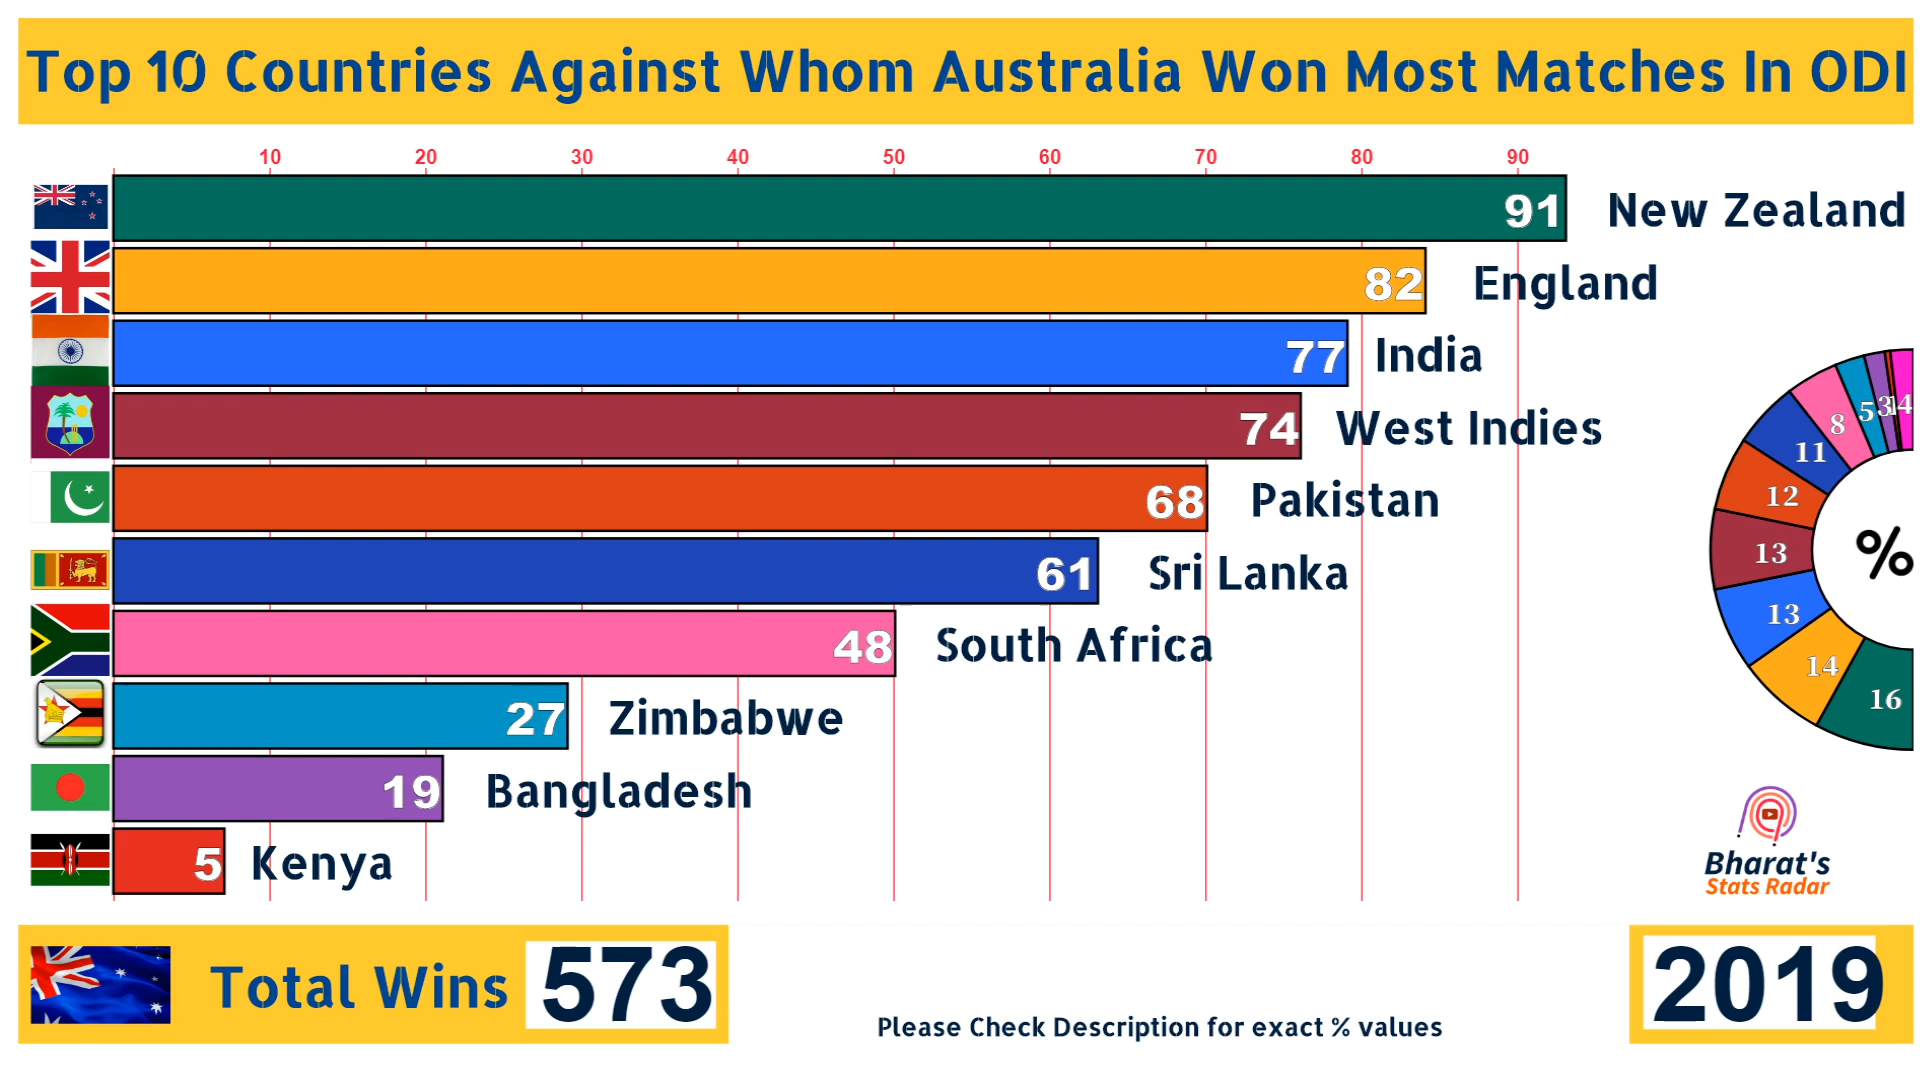 Top 10 Countries Against Whom Australia Won Most Matches In ODI
10 20 30 40 50 60 70 80 90
91 New Zealand
82 England
77 India
74 West Indies
68 Pakistan
61 Sri Lanka
48 South Africa
27 Zimbabwe
19 Bangladesh
5 Kenya
4
3
5
8
11
12
13
%
13
14
16
Bharat's
Stats Radar
Total Wins 573
Please Check Description for exact % values
2019